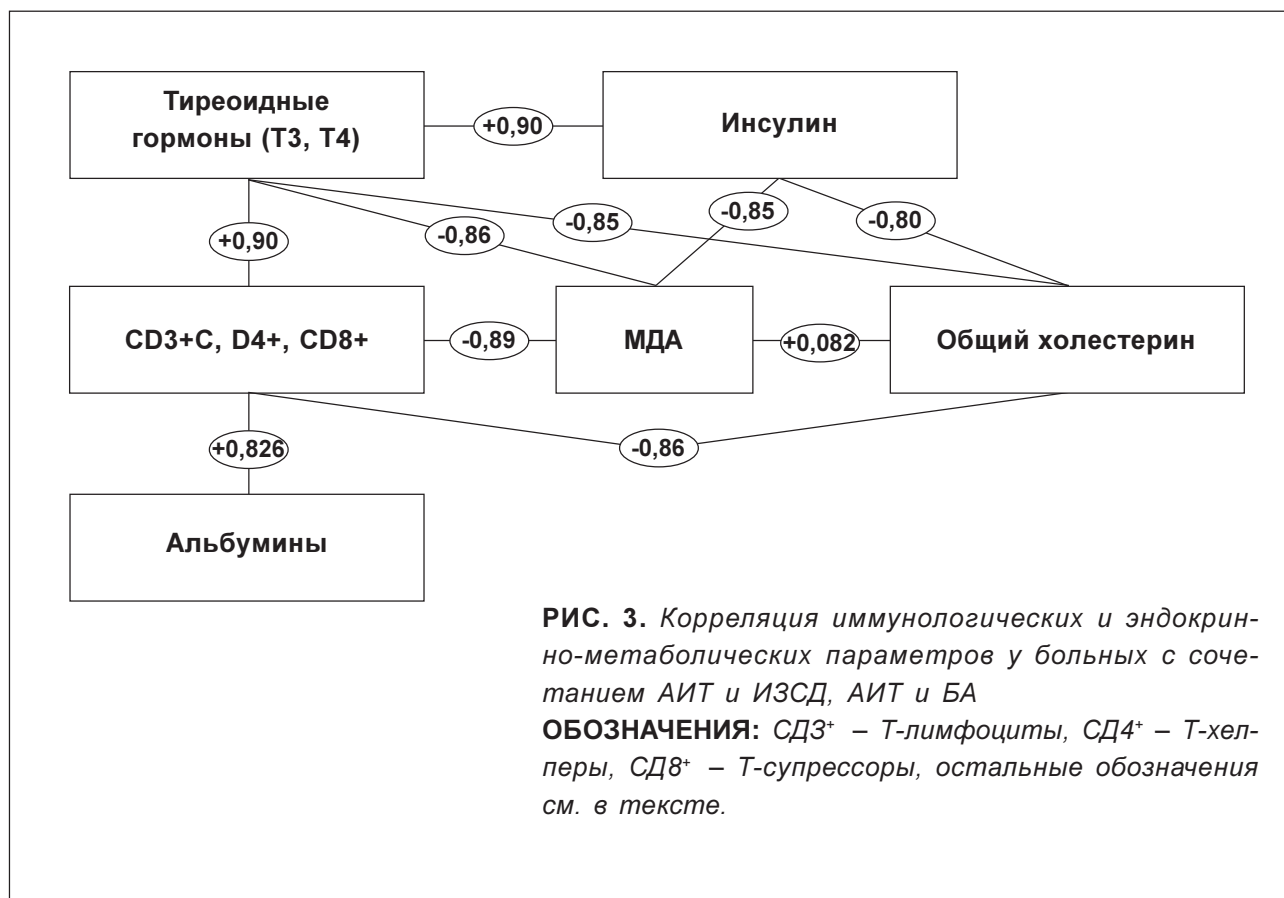 Тиреоидные
гормоны (Т3, Т4)
+0,90
Инсулин
-0,85
-0,85
-0,80
-0,86
+0,90
CD3+C, D4+, CD8+
-0,89
МДА
+0,082
Общий холестерин
+0,826
-0,86
Альбумины
РИС. 3. Корреляция иммунологических и эндокрин-
но-метаболических параметров у больных с соче-
танием АИТ и ИЗСД, АИТ и БА
ОБОЗНАЧЕНИЯ: СД3⁺ – Т-лимфоциты, СД4⁺ – Т-хел-
перы, СД8⁺ – Т-супрессоры, остальные обозначения
см. в тексте.